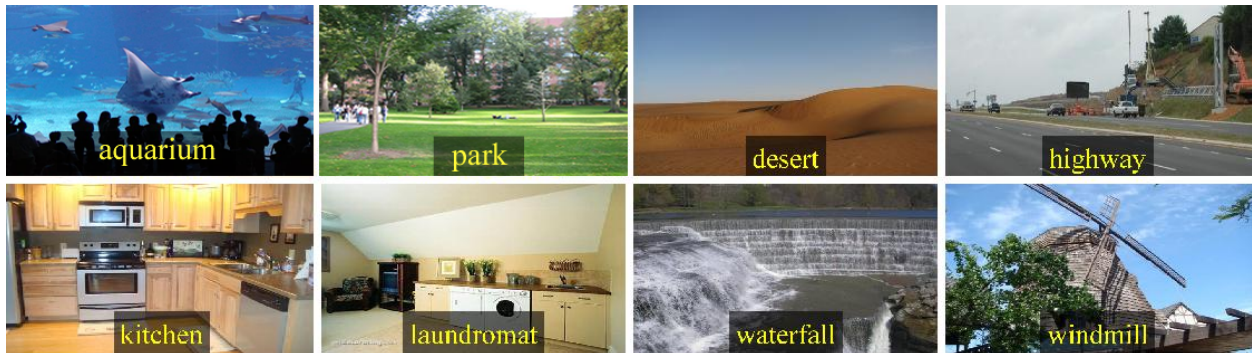 aquarium
park
desert
highway
kitchen
laundromat
waterfall
windmill